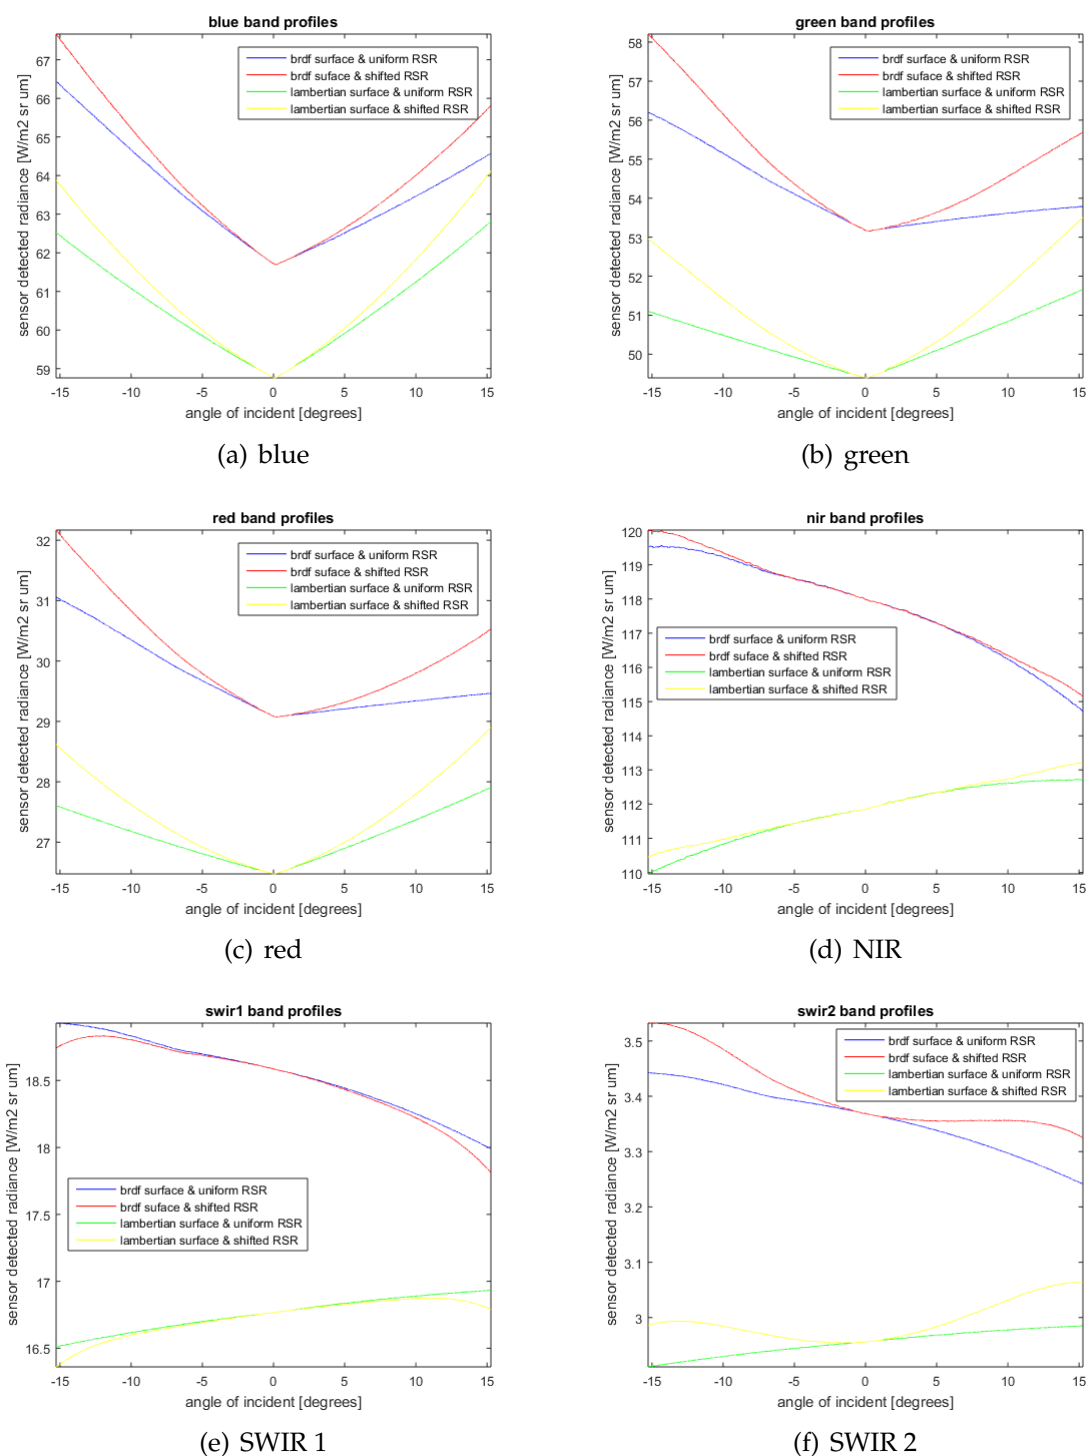 blue band profiles
sensor detected radiance [W/m2 sr um]
67
66
65
64
63
62
61
60
59
brdf surface & uniform RSR
brdf suface & shifted RSR
lambertian surface & uniform RSR
lambertian surface & shifted RSR
-15 -10 -5 0 5 10 15
angle of incident [degrees]
(a) blue
green band profiles
sensor detected radiance [W/m2 sr um]
58
57
56
55
54
53
52
51
50
brdf surface & uniform RSR
brdf suface & shifted RSR
lambertian surface & uniform RSR
lambertian surface & shifted RSR
-15 -10 -5 0 5 10 15
angle of incident [degrees]
(b) green
red band profiles
sensor detected radiance [W/m2 sr um]
32
31
30
29
28
27
brdf surface & uniform RSR
brdf suface & shifted RSR
lambertian surface & uniform RSR
lambertian surface & shifted RSR
-15 -10 -5 0 5 10 15
angle of incident [degrees]
(c) red
nir band profiles
sensor detected radiance [W/m2 sr um]
120
119
118
117
116
115
114
113
112
111
110
brdf surface & uniform RSR
brdf suface & shifted RSR
lambertian surface & uniform RSR
lambertian surface & shifted RSR
-15 -10 -5 0 5 10 15
angle of incident [degrees]
(d) NIR
swir1 band profiles
sensor detected radiance [W/m2 sr um]
18.5
18
17.5
17
16.5
brdf surface & uniform RSR
brdf suface & shifted RSR
lambertian surface & uniform RSR
lambertian surface & shifted RSR
-15 -10 -5 0 5 10 15
angle of incident [degrees]
(e) SWIR 1
swir2 band profiles
sensor detected radiance [W/m2 sr um]
3.5
3.4
3.3
3.2
3.1
3
brdf surface & uniform RSR
brdf suface & shifted RSR
lambertian surface & uniform RSR
lambertian surface & shifted RSR
-15 -10 -5 0 5 10 15
angle of incident [degrees]
(f) SWIR 2